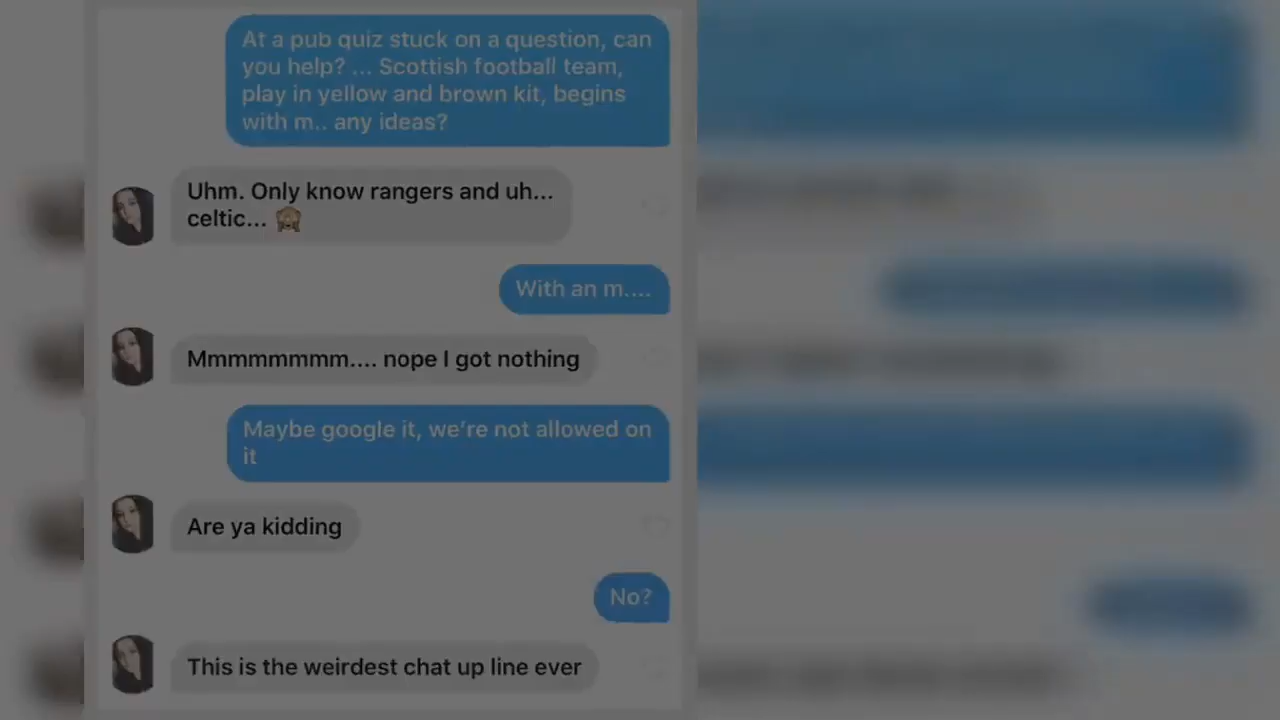 At a pub quiz stuck on a question, can
you help? ... Scottish football team,
play in yellow and brown kit, begins
with m.. any ideas?
Uhm. Only know rangers and uh...
celtic... 🙈
With an m....
Mmmmmmmm.... nope I got nothing
Maybe google it, we're not allowed on
it
Are ya kidding
No?
This is the weirdest chat up line ever